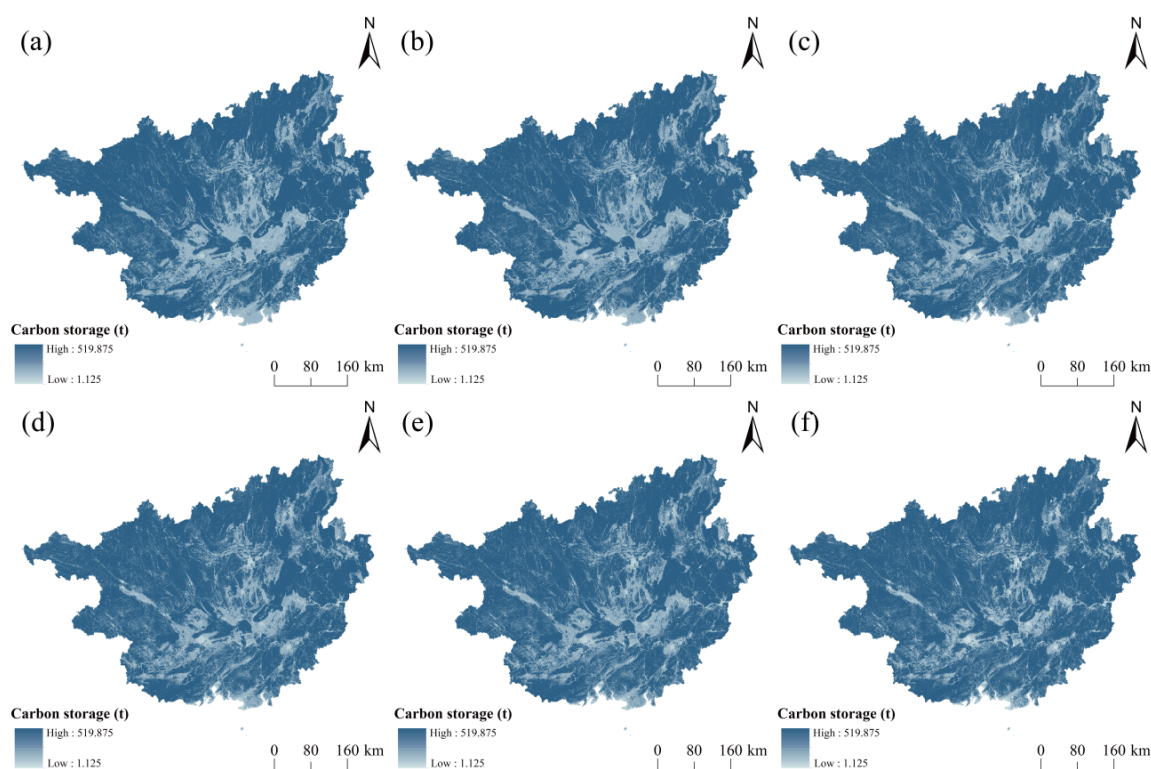 (a)
N
Carbon storage (t)
High : 519.875
Low : 1.125
0 80 160 km
(b)
N
Carbon storage (t)
High : 519.875
Low : 1.125
0 80 160 km
(c)
N
Carbon storage (t)
High : 519.875
Low : 1.125
0 80 160 km
(d)
N
Carbon storage (t)
High : 519.875
Low : 1.125
0 80 160 km
(e)
N
Carbon storage (t)
High : 519.875
Low : 1.125
0 80 160 km
(f)
N
Carbon storage (t)
High : 519.875
Low : 1.125
0 80 160 km